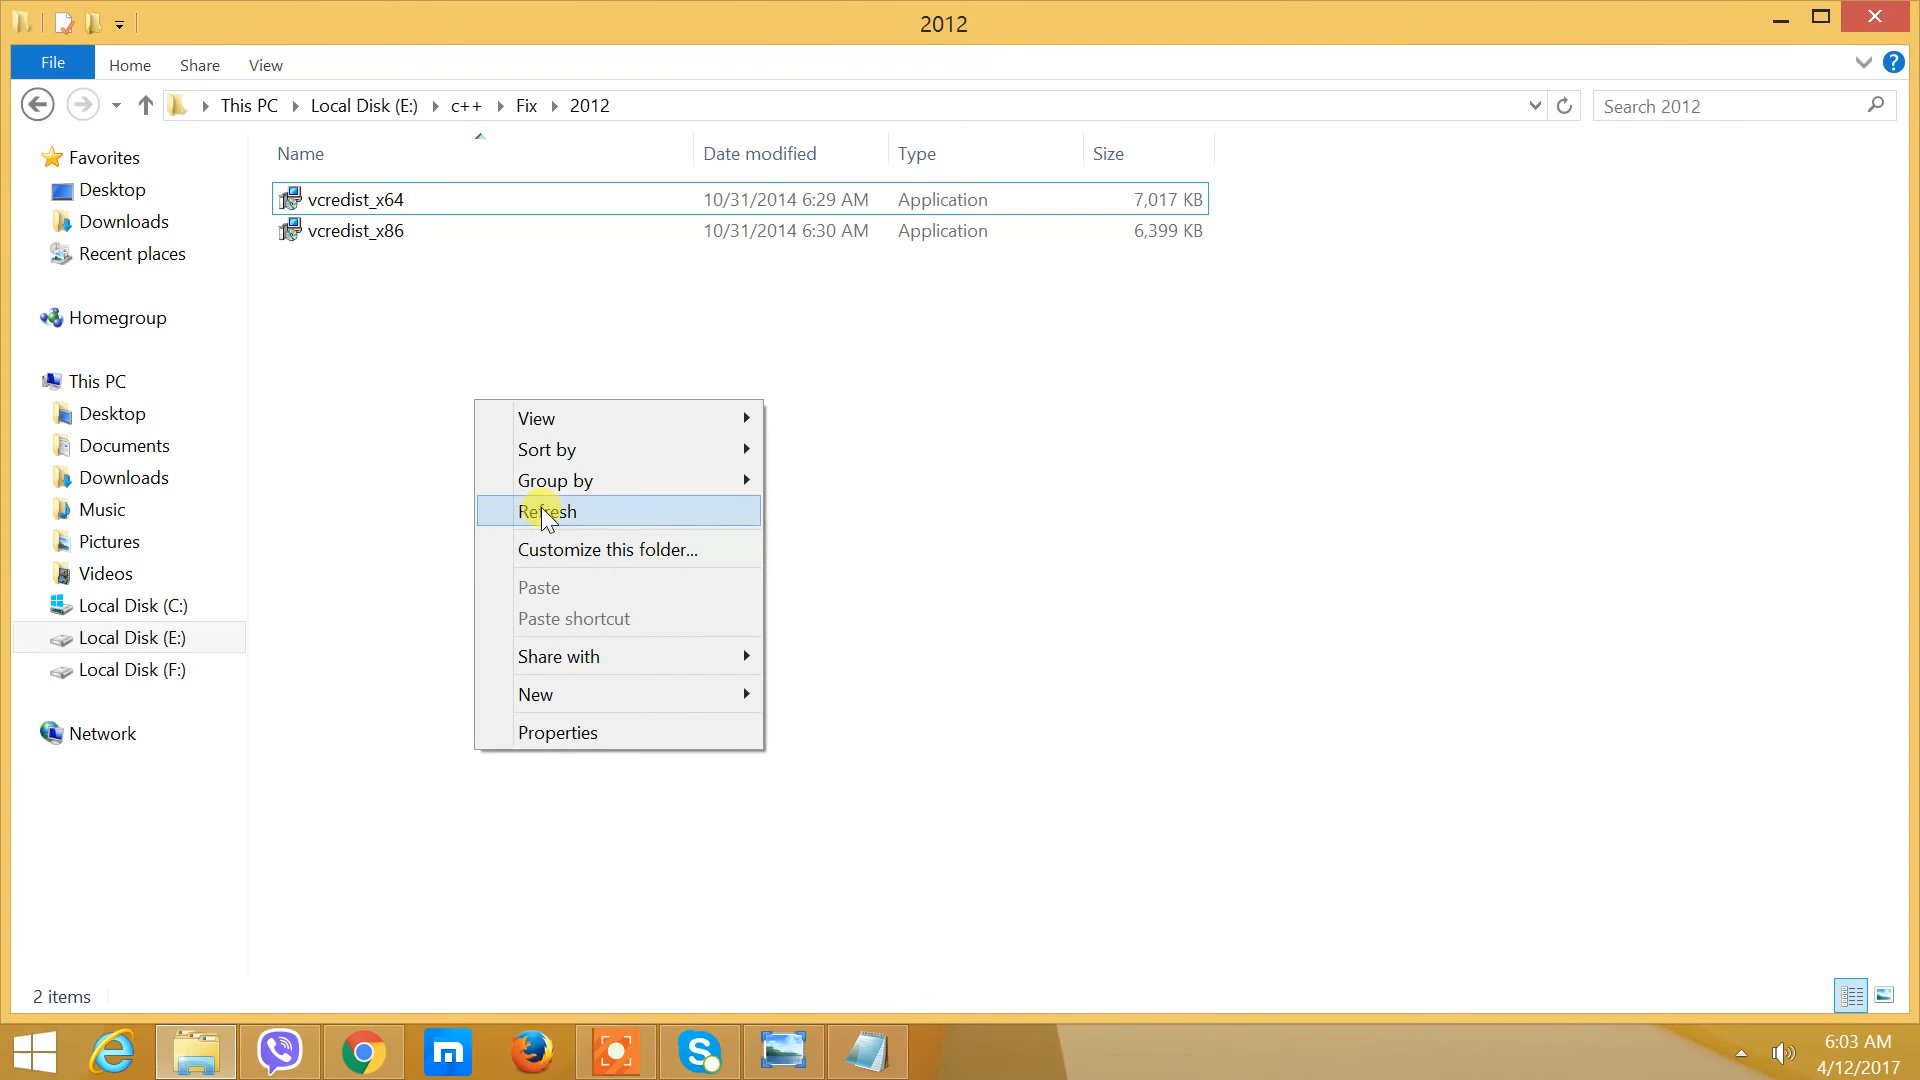 2012
File Home Share View
This PC Local Disk (E:) c++ Fix 2012
Search 2012
Name Date modified Type Size
vcredist_x64 10/31/2014 6:29 AM Application 7,017 KB
vcredist_x86 10/31/2014 6:30 AM Application 6,399 KB
Favorites
Desktop
Downloads
Recent places
Homegroup
This PC
Desktop
Documents
Downloads
Music
Pictures
Videos
Local Disk (C:)
Local Disk (E:)
Local Disk (F:)
Network
View
Sort by
Group by
Refresh
Customize this folder...
Paste
Paste shortcut
Share with
New
Properties
2 items
6:03 AM
4/12/2017